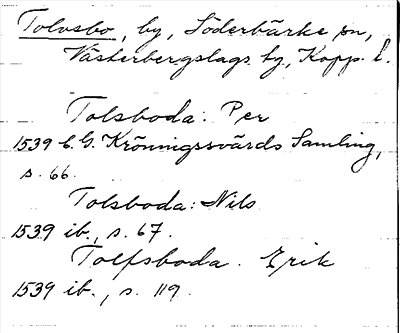 Tolvsbo, by, Söderbärke sn,
Västerbergslags hg, Kopp. l.
Tolsboda: Per
1539 C. G. Kröningssvärds Samling,
s. 66.
Tolsboda: Nils
1539 ib., s. 67.
Tolfsboda. Erik
1539 ib., s. 119.